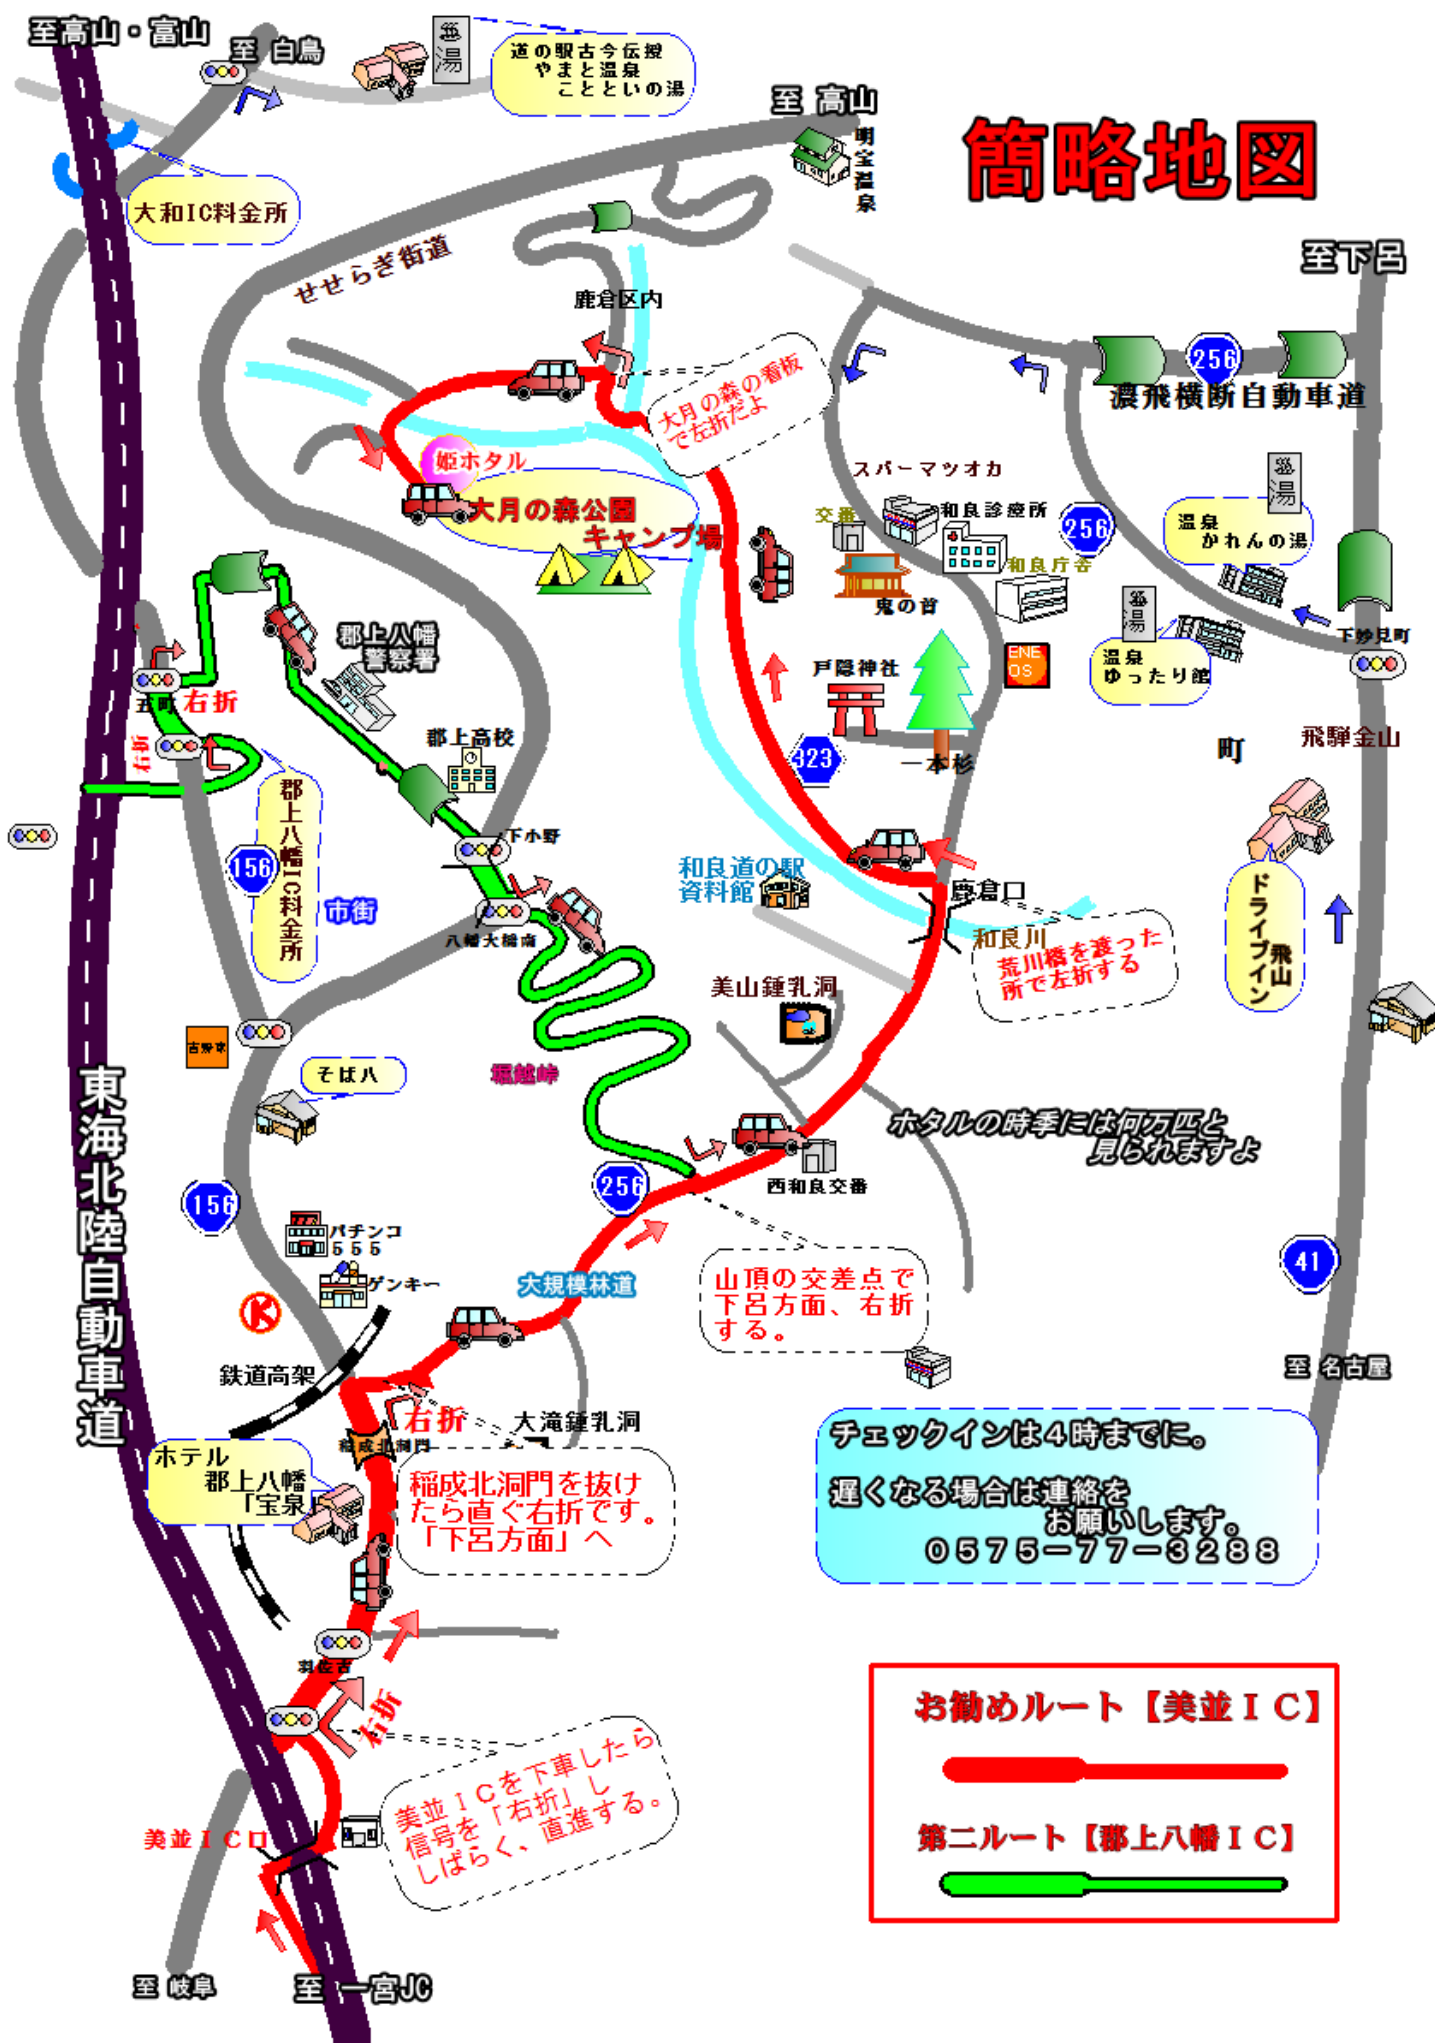 至高山・富山
至 白鳥
湯
道の駅古今伝授
やまと温泉
ことといの湯
至 高山
明宝温泉
簡略地図
大和IC料金所
至下呂
せせらぎ街道
鹿倉区内
256
濃飛横断自動車道
大月の森の看板
で左折だよ
姫ホタル
大月の森公園
キャンプ場
スパーマツオカ
交番
和良診療所
256
和良庁舎
鬼の首
湯
温泉
かれんの湯
湯
温泉
ゆったり館
下妙見町
郡上八幡
警察署
右折
右折
戸隠神社
ENE
OS
郡上高校
323
一本杉
町
飛騨金山
郡上八幡IC料金所
156
市街
下小野
八幡大橋南
和良道の駅
資料館
鹿倉口
和良川
荒川橋を渡った
所で左折する
ドライブイン
飛山
美山鍾乳洞
吉野家
そば八
堀越峠
東海北陸自動車道
ホタルの時季には何万匹と
見られますよ
256
西和良交番
156
パチンコ
555
ゲンキー
大規模林道
山頂の交差点で
下呂方面、右折
する。
41
K
鉄道高架
至 名古屋
右折
大滝鍾乳洞
稲成北洞門
ホテル
郡上八幡
「宝泉」
稲成北洞門を抜け
たら直ぐ右折です。
「下呂方面」へ
チェックインは4時までに。
遅くなる場合は連絡を
お願いします。
0575-77-3288
羽佐古
右折
美並ICを下車したら
信号を「右折」し
しばらく、直進する。
美並IC口
お勧めルート【美並IC】
第二ルート【郡上八幡IC】
至 岐阜
至 一宮JC